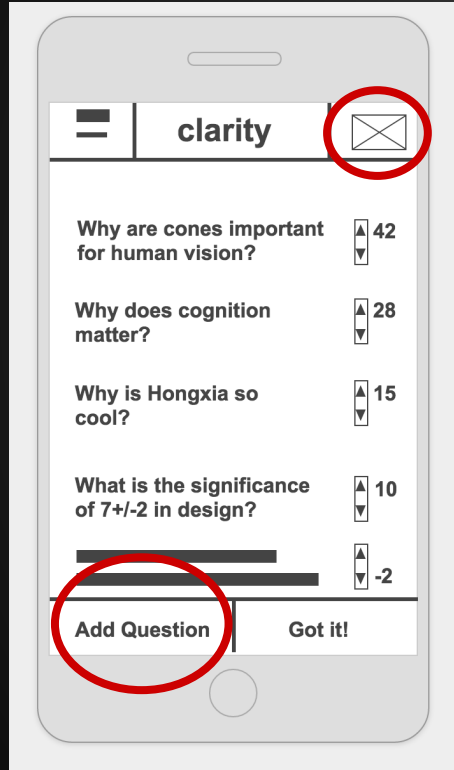 clarity
Why are cones important
for human vision?
42
Why does cognition
matter?
28
Why is Hongxia so
cool?
15
What is the significance
of 7+/-2 in design?
10
-2
Add Question
Got it!